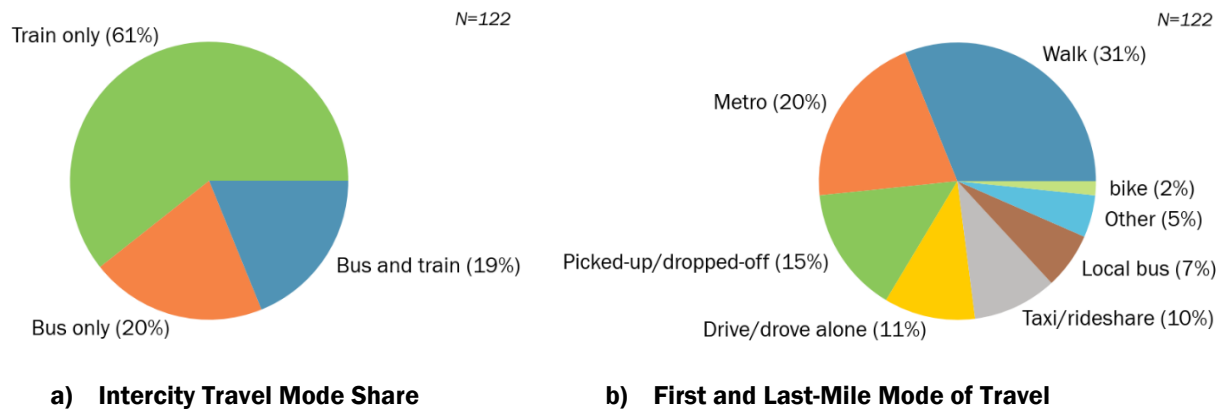 N=122
Train only (61%)
Bus and train (19%)
Bus only (20%)
a) Intercity Travel Mode Share
N=122
Walk (31%)
Metro (20%)
bike (2%)
Other (5%)
Picked-up/dropped-off (15%)
Local bus (7%)
Taxi/rideshare (10%)
Drive/drove alone (11%)
b) First and Last-Mile Mode of Travel